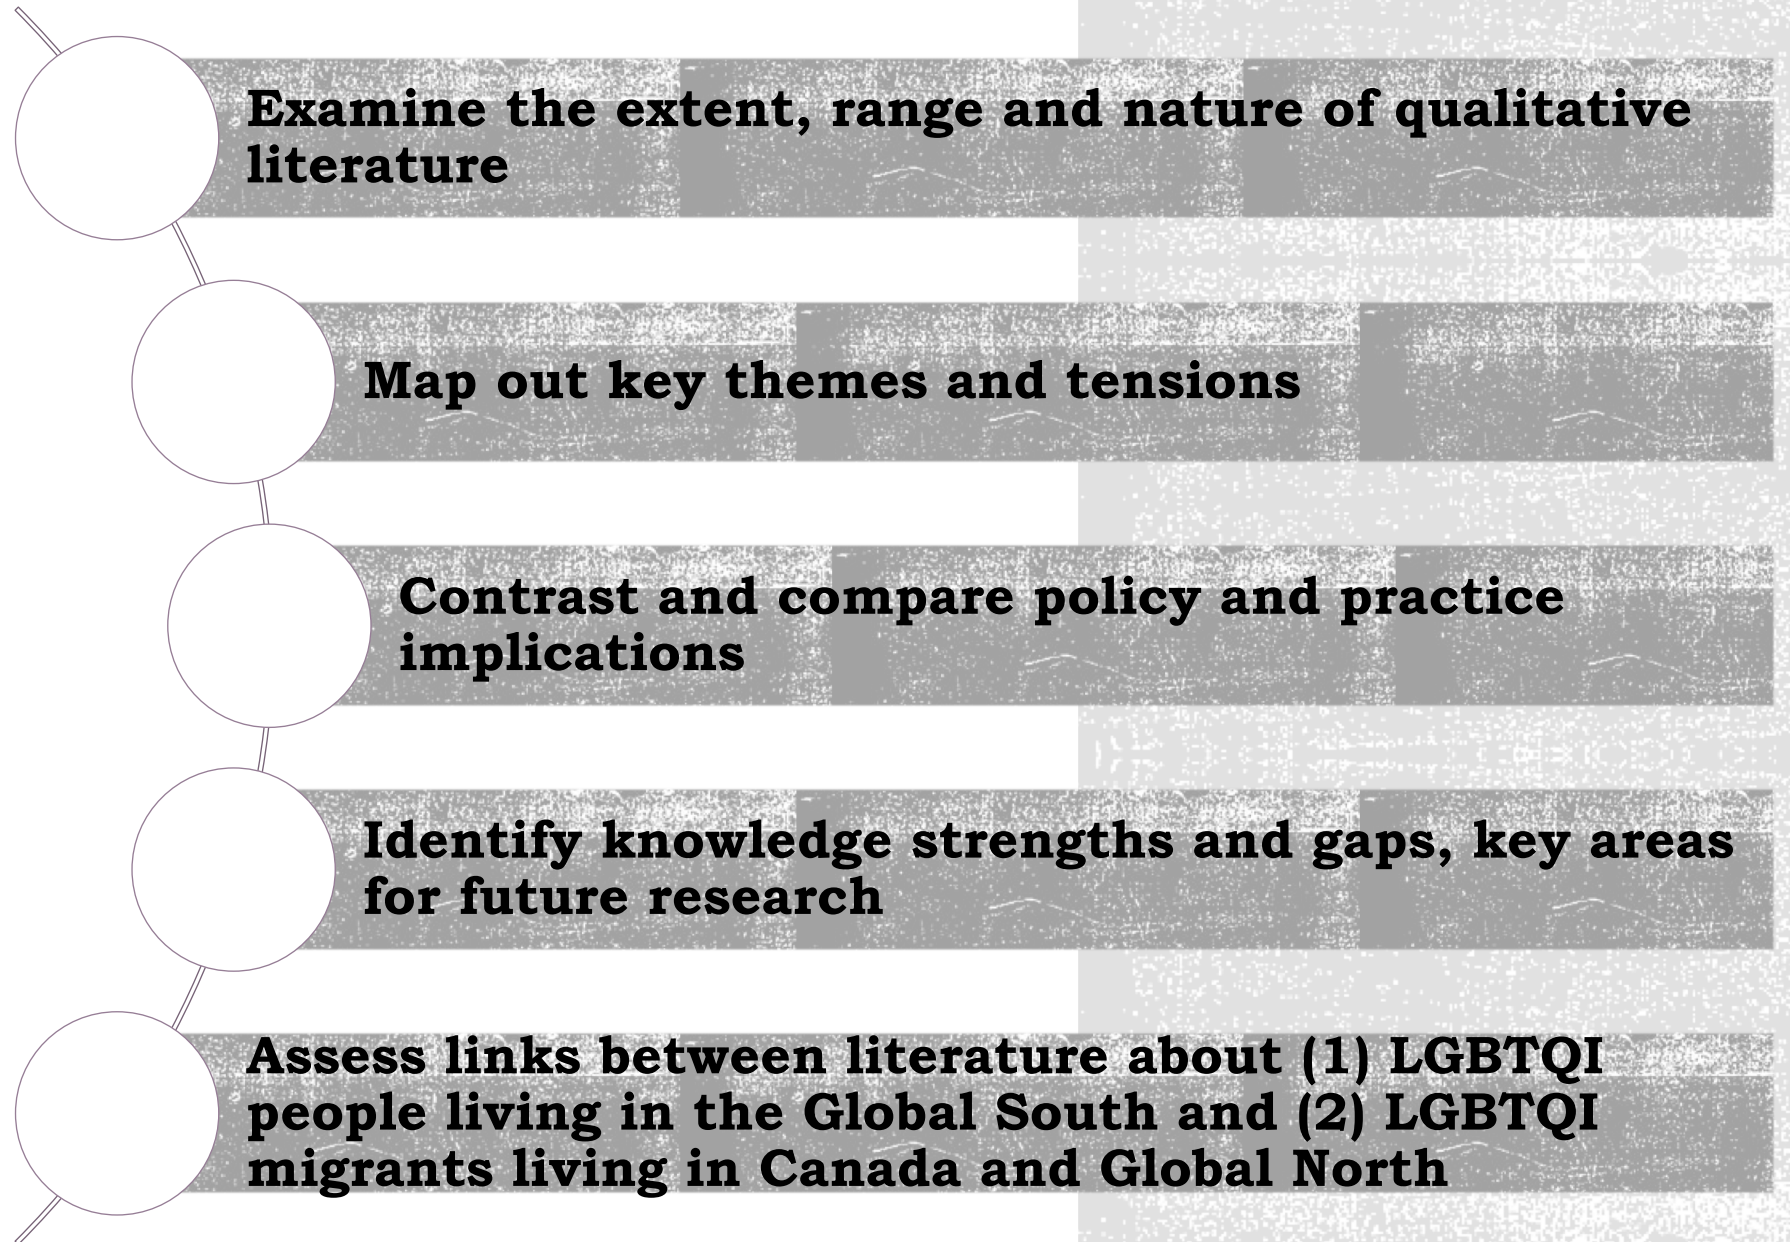 Examine the extent, range and nature of qualitative
literature
Map out key themes and tensions
Contrast and compare policy and practice
implications
Identify knowledge strengths and gaps, key areas
for future research
Assess links between literature about (1) LGBTQI
people living in the Global South and (2) LGBTQI
migrants living in Canada and Global North